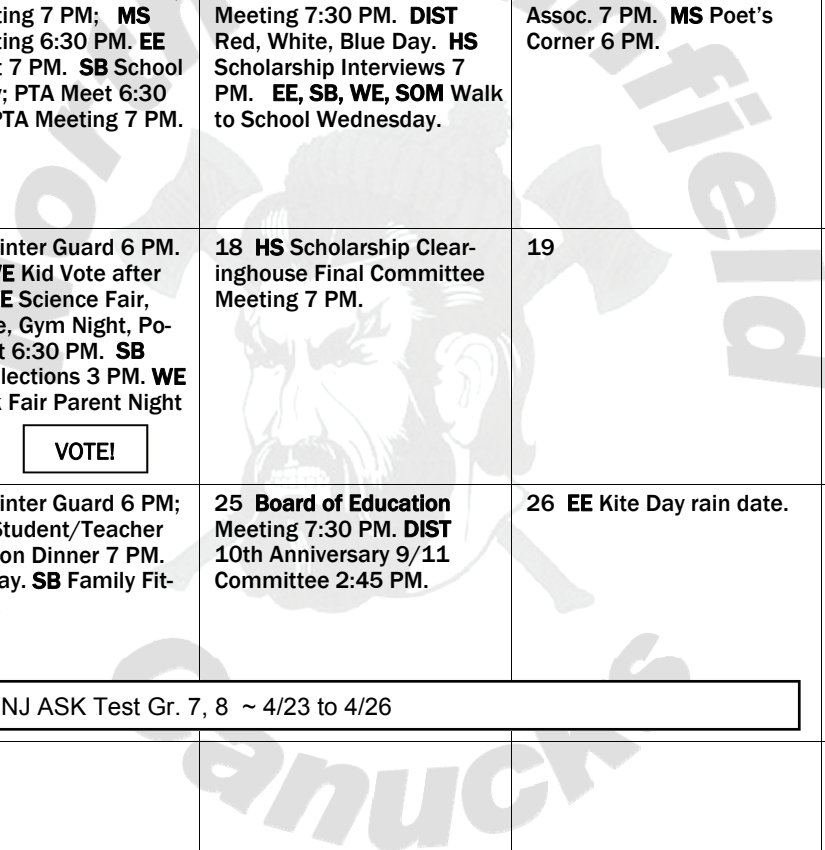 ting 7 PM; MS
ting 6:30 PM. EE
t 7 PM. SB School
y; PTA Meet 6:30
PTA Meeting 7 PM.
Meeting 7:30 PM. DIST
Red, White, Blue Day. HS
Scholarship Interviews 7
PM. EE, SB, WE, SOM Walk
to School Wednesday.
Assoc. 7 PM. MS Poet's
Corner 6 PM.
inter Guard 6 PM.
WE Kid Vote after
E Science Fair,
e, Gym Night, Po-
t 6:30 PM. SB
lections 3 PM. WE
k Fair Parent Night
VOTE!
18 HS Scholarship Clear-
inghouse Final Committee
Meeting 7 PM.
19
inter Guard 6 PM;
Student/Teacher
on Dinner 7 PM.
ay. SB Family Fit-
25 Board of Education
Meeting 7:30 PM. DIST
10th Anniversary 9/11
Committee 2:45 PM.
26 EE Kite Day rain date.
NJ ASK Test Gr. 7, 8 ~ 4/23 to 4/26
orth
nfield
Canucks